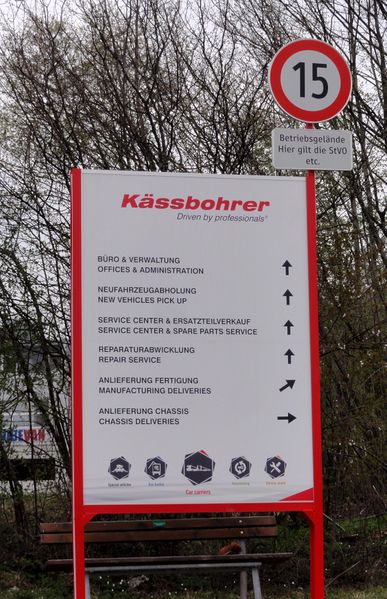 15
Betriebsgelände
Hier gilt die StVO
etc.
Kässbohrer
Driven by professionals®
BÜRO & VERWALTUNG
OFFICES & ADMINISTRATION
NEUFAHRZEUGABHOLUNG
NEW VEHICLES PICK UP
SERVICE CENTER & ERSATZTEILVERKAUF
SERVICE CENTER & SPARE PARTS SERVICE
REPARATURABWICKLUNG
REPAIR SERVICE
ANLIEFERUNG FERTIGUNG
MANUFACTURING DELIVERIES
ANLIEFERUNG CHASSIS
CHASSIS DELIVERIES
Car carriers